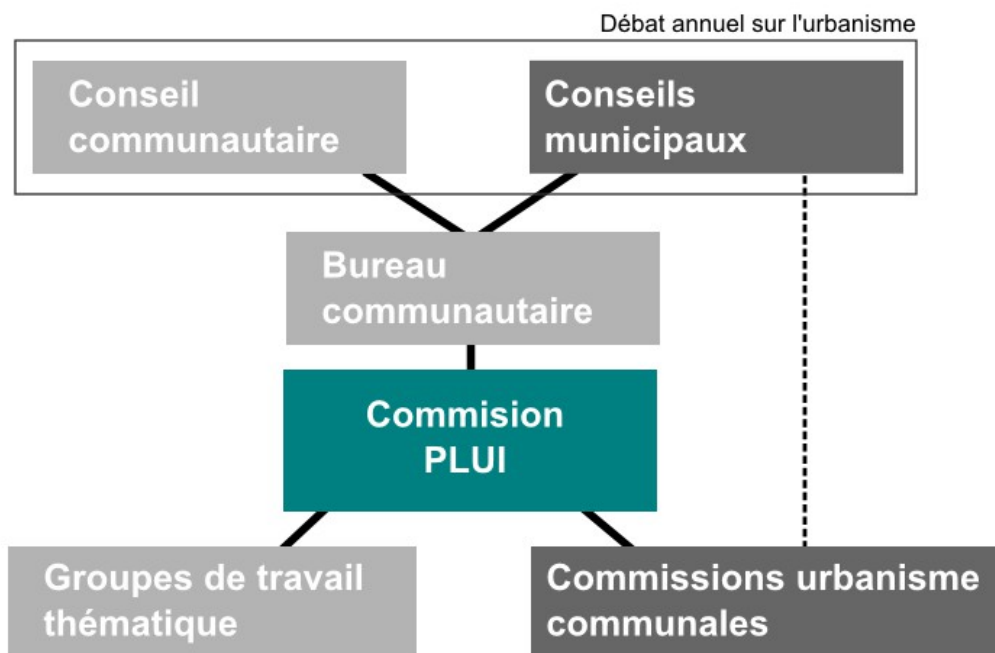 Débat annuel sur l'urbanisme
Conseil
communautaire
Conseils
municipaux
Bureau
communautaire
Commision
PLUI
Groupes de travail
thématique
Commissions urbanisme
communales